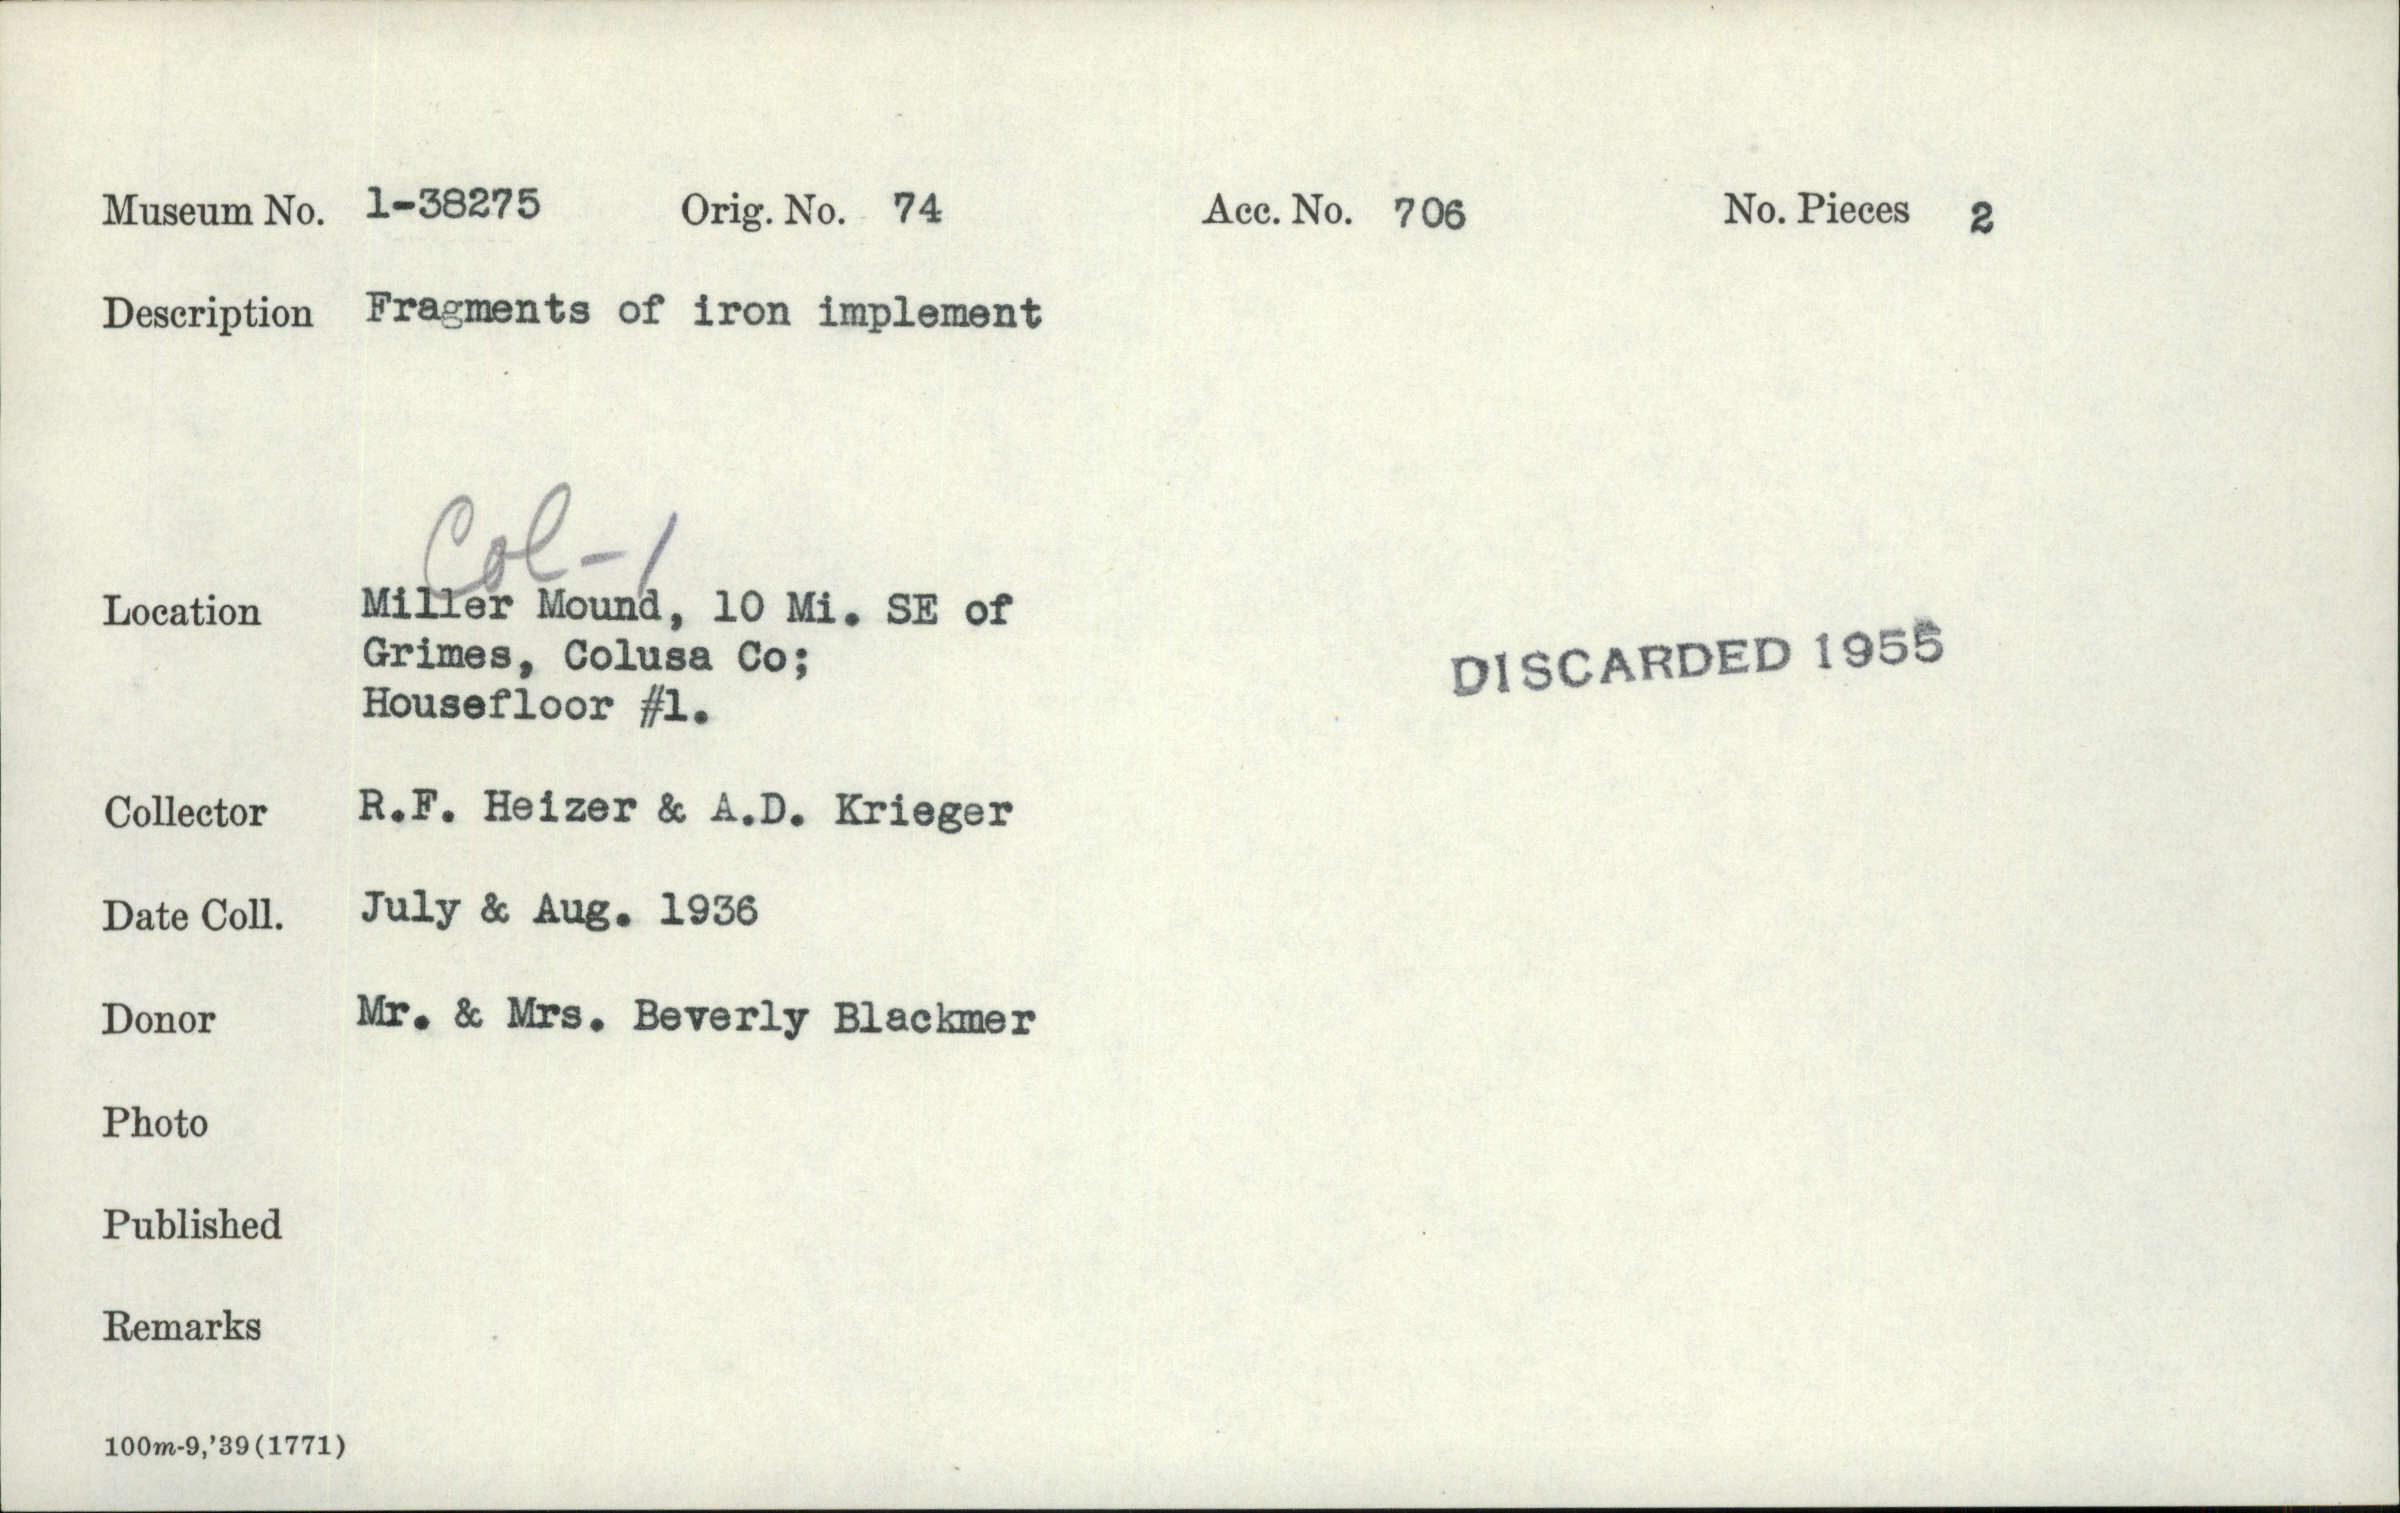 Museum No. 1-38275 Orig. No. 74 Acc. No. 706 No. Pieces 2
Description Fragments of iron implement
Col-1
Location Miller Mound, 10 Mi. SE of
Grimes, Colusa Co;
Housefloor #1.
DISCARDED 1955
Collector R.F. Heizer & A.D. Krieger
Date Coll. July & Aug. 1936
Donor Mr. & Mrs. Beverly Blackmer
Photo
Published
Remarks
100m-9,'39(1771)